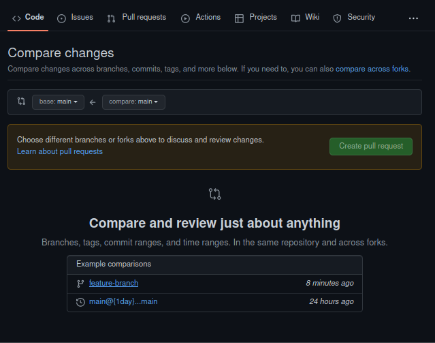 Code Issues Pull requests Actions Projects Wiki Security ...
Compare changes
Compare changes across branches, commits, tags, and more below. If you need to, you can also compare across forks.
base: main ← compare: main
Choose different branches or forks above to discuss and review changes.
Learn about pull requests
Create pull request
Compare and review just about anything
Branches, tags, commit ranges, and time ranges. In the same repository and across forks.
Example comparisons
feature-branch 8 minutes ago
main@{1day}...main 24 hours ago